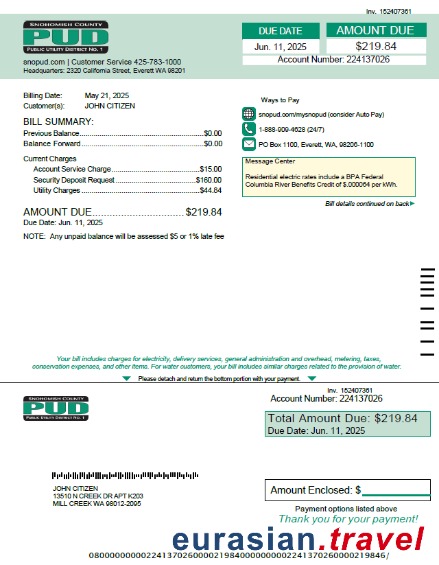 Inv. 152407361
SNOHOMISH COUNTY
PUD
PUBLIC UTILITY DISTRICT NO. 1
snopud.com | Customer Service 425-783-1000
Headquarters: 2320 California Street, Everett WA 98201
DUE DATE
AMOUNT DUE
Jun. 11, 2025
$219.84
Account Number: 224137026
Billing Date: May 21, 2025
Customer(s): JOHN CITIZEN
BILL SUMMARY:
Previous Balance $0.00
Balance Forward $0.00
Current Charges
Account Service Charge $15.00
Security Deposit Request $160.00
Utility Charges $44.84
AMOUNT DUE $219.84
Due Date: Jun. 11, 2025
NOTE: Any unpaid balance will be assessed $5 or 1% late fee
Ways to Pay
snopud.com/mysnopud (consider Auto Pay)
1-888-909-4628 (24/7)
PO Box 1100, Everett, WA, 98206-1100
Message Center
Residential electric rates include a BPA Federal
Columbia River Benefits Credit of $.000064 per kWh.
Bill details continued on back
Your bill includes charges for electricity, delivery services, general administration and overhead, metering, taxes,
conservation expenses, and other items. For water customers, your bill includes similar charges related to the provision of water.
Please detach and return the bottom portion with your payment.
SNOHOMISH COUNTY
PUD
PUBLIC UTILITY DISTRICT NO. 1
Inv. 152407361
Account Number: 224137026
Total Amount Due: $219.84
Due Date: Jun. 11, 2025
JOHN CITIZEN
13510 N CREEK DR APT K203
MILL CREEK WA 98012-2095
Amount Enclosed: $
Payment options listed above
Thank you for your payment!
eurasian.travel